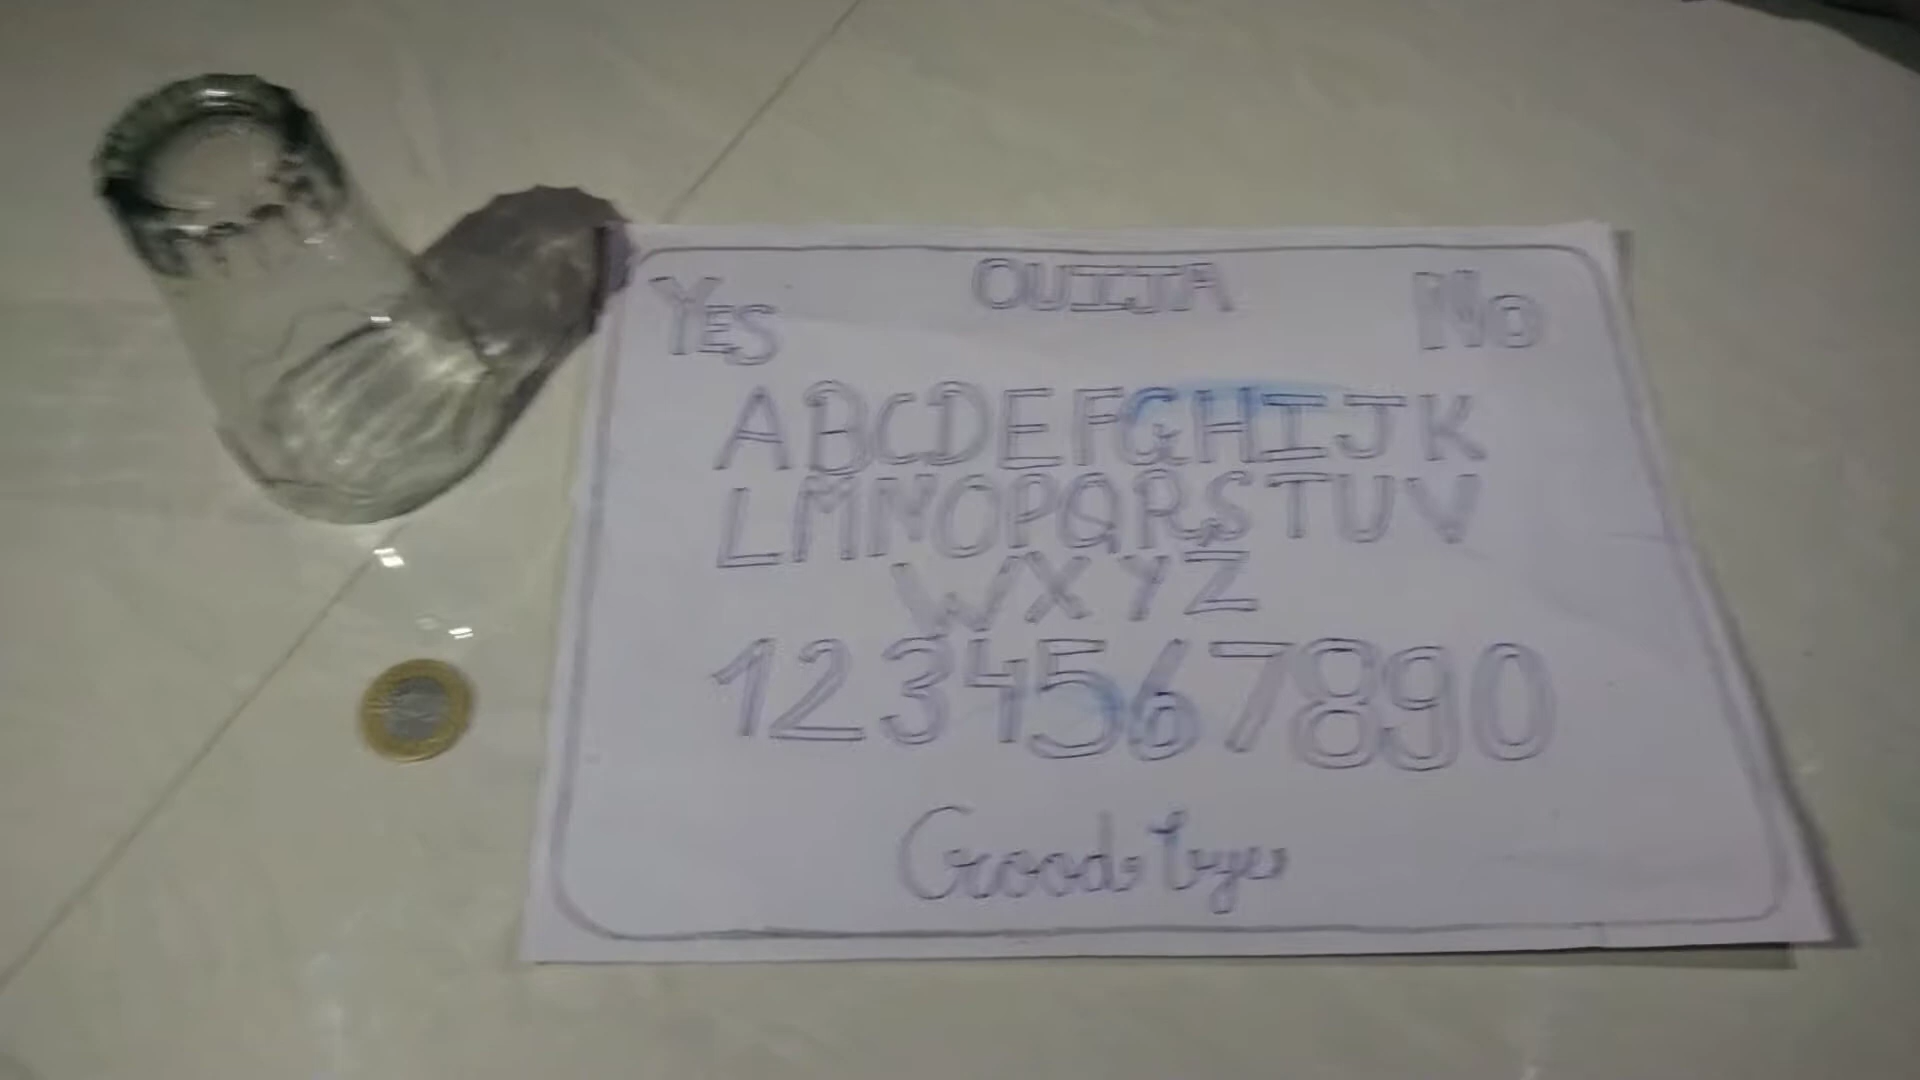 OUIJA
YES NO
ABCDEFGHIJK
LMNOPQRSTUV
WXYZ
1234567890
Good bye